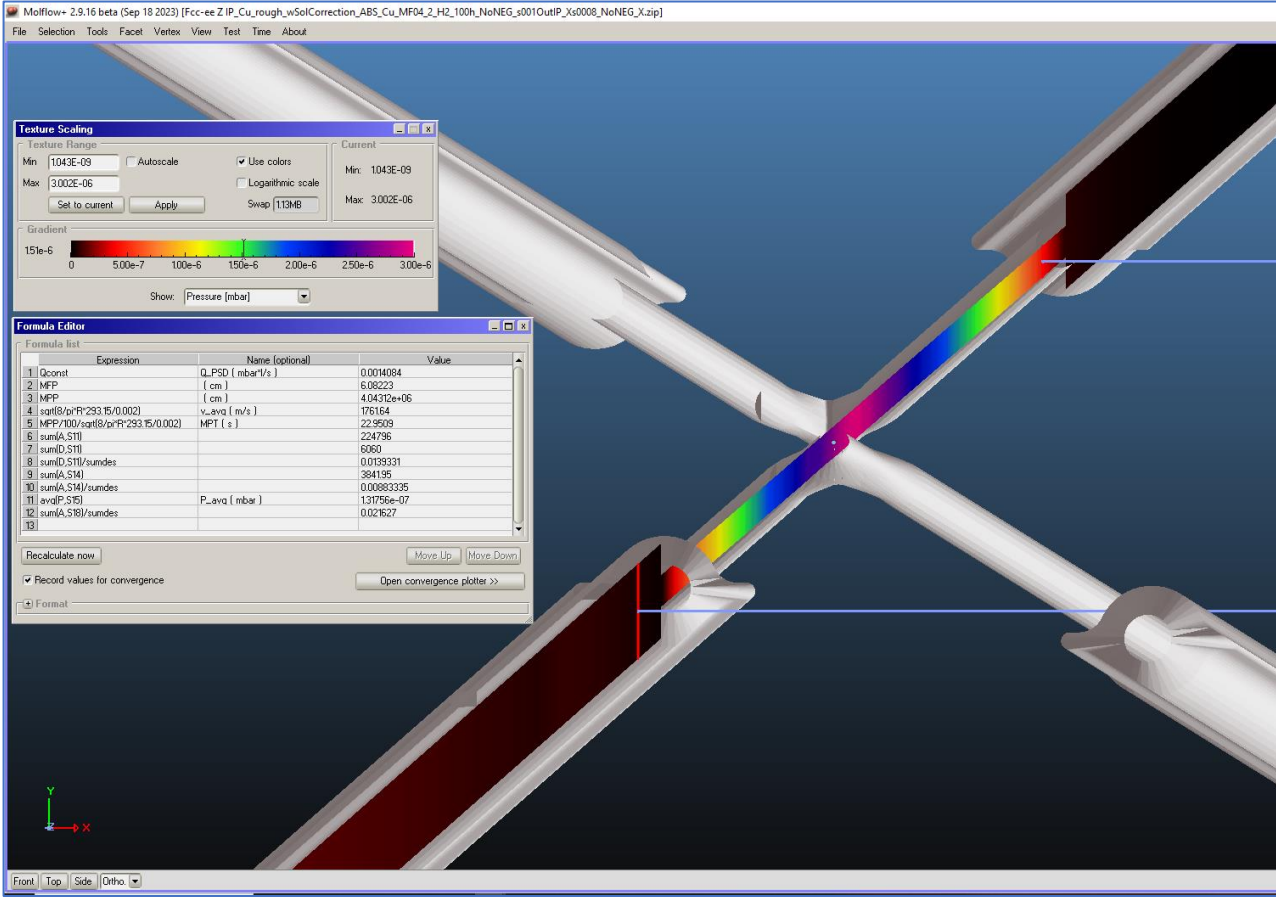 Molflow+ 2.9.16 beta (Sep 18 2023) [Fcc-ee Z IP_Cu_rough_wSolCorrection_ABS_Cu_MF04_2_H2_100h_NoNEG_s001OutIP_Xs0008_NoNEG_X.zip]
File Selection Tools Facet Vertex View Test Time About
Texture Scaling
Texture Range
Current
Min 1.043E-09 Autoscale Use colors
Min: 1.043E-09
Max 3.002E-06 Logarithmic scale
Max: 3.002E-06
Set to current Apply Swap 1.13MB
Gradient
1.51e-6
0 5.00e-7 1.00e-6 1.50e-6 2.00e-6 2.50e-6 3.00e-6
Show: Pressure [mbar]
Formula Editor
Formula list
Expression Name (optional) Value
1 Qconst Q_PSD ( mbar*l/s ) 0.0014084
2 MFP ( cm ) 6.08223
3 MPP ( cm ) 4.04312e+06
4 sqrt(8/pi*R*293.15/0.002) v_avg ( m/s ) 1761.64
5 MPP/100/sqrt(8/pi*R*293.15/0.002) MPT ( s ) 22.9509
6 sum(A,S11) 224796
7 sum(D,S11) 6060
8 sum(D,S11)/sumdes 0.0139331
9 sum(A,S14) 3841.95
10 sum(A,S14)/sumdes 0.00883335
11 avg(P,S15) P_avg ( mbar ) 1.31756e-07
12 sum(A,S18)/sumdes 0.021627
13
Recalculate now Move Up Move Down
Record values for convergence Open convergence plotter >>
Format
Y
Z X
Front Top Side Ortho.